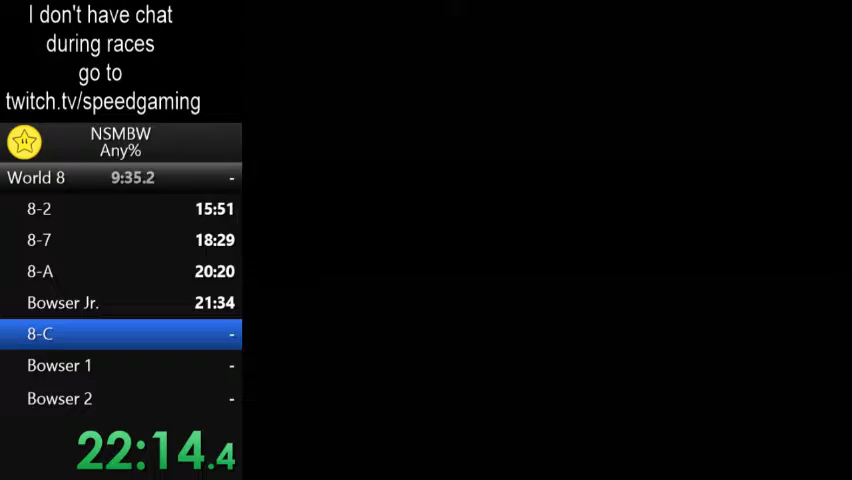 I don't have chat
during races
go to
twitch.tv/speedgaming
NSMBW
Any%
World 8 9:35.2 -
8-2 15:51
8-7 18:29
8-A 20:20
Bowser Jr. 21:34
8-C -
Bowser 1 -
Bowser 2 -
22:14.4